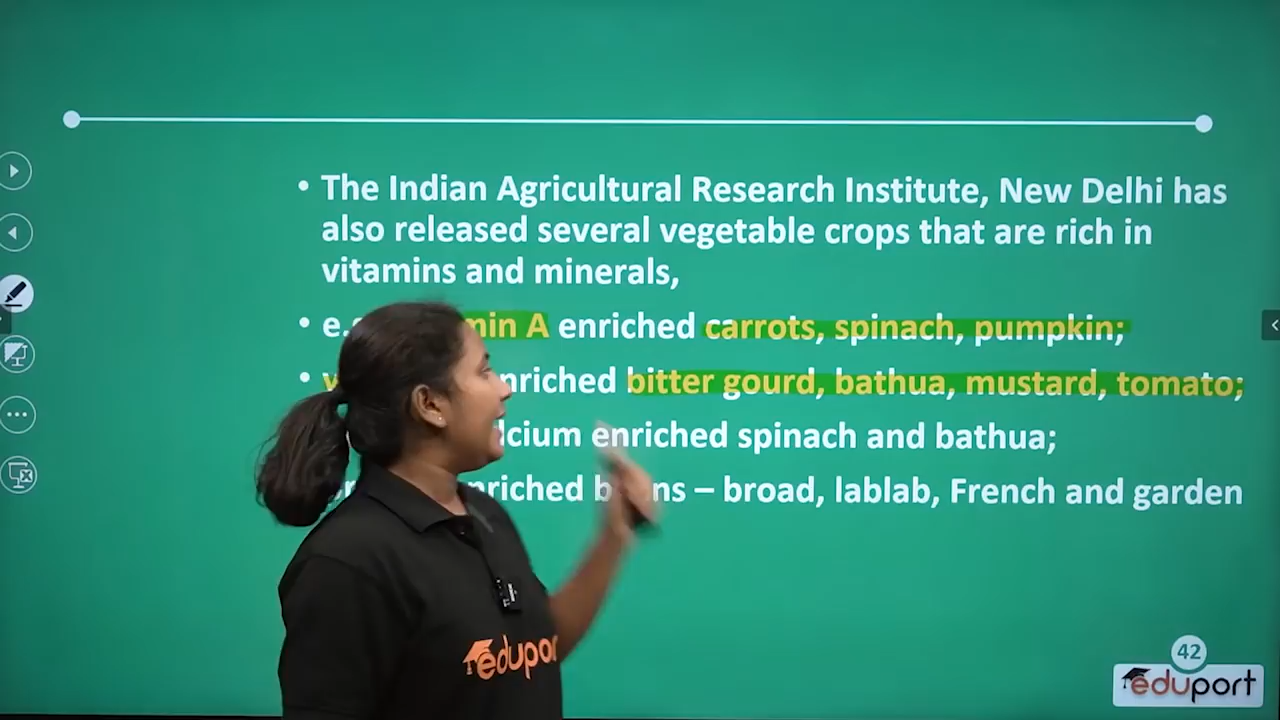 • The Indian Agricultural Research Institute, New Delhi has
also released several vegetable crops that are rich in
vitamins and minerals,
• e. min A enriched carrots, spinach, pumpkin;
• enriched bitter gourd, bathua, mustard, tomato;
lcium enriched spinach and bathua;
nriched – broad, lablab, French and garden
edupor
42
eduport